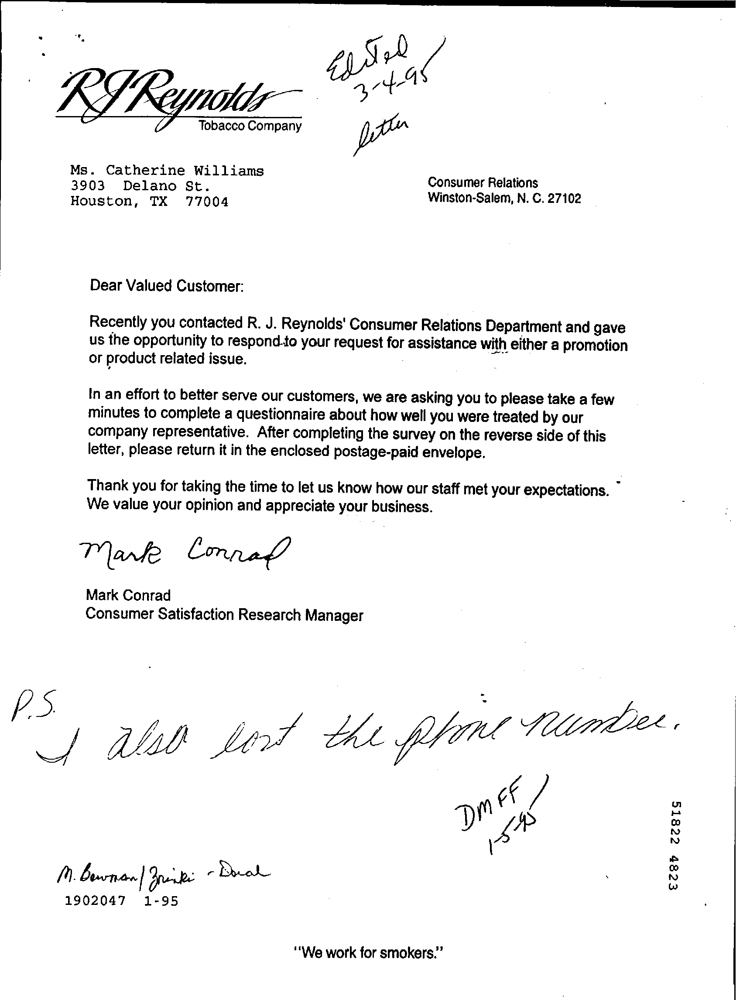 Edited
3-4-95
letter
RJReynolds
Tobacco Company
Ms. Catherine Williams
3903 Delano St.
Houston, TX 77004
Consumer Relations
Winston-Salem, N. C. 27102
Dear Valued Customer:
Recently you contacted R. J. Reynolds' Consumer Relations Department and gave
us the opportunity to respond to your request for assistance with either a promotion
or product related issue.
In an effort to better serve our customers, we are asking you to please take a few
minutes to complete a questionnaire about how well you were treated by our
company representative. After completing the survey on the reverse side of this
letter, please return it in the enclosed postage-paid envelope.
Thank you for taking the time to let us know how our staff met your expectations.
We value your opinion and appreciate your business.
Mark Conrad
Mark Conrad
Consumer Satisfaction Research Manager
P.S.
I also lost the phone number.
DMFF
1-5-95
M. Bowman/
1902047 1-95
51822 4823
"We work for smokers."